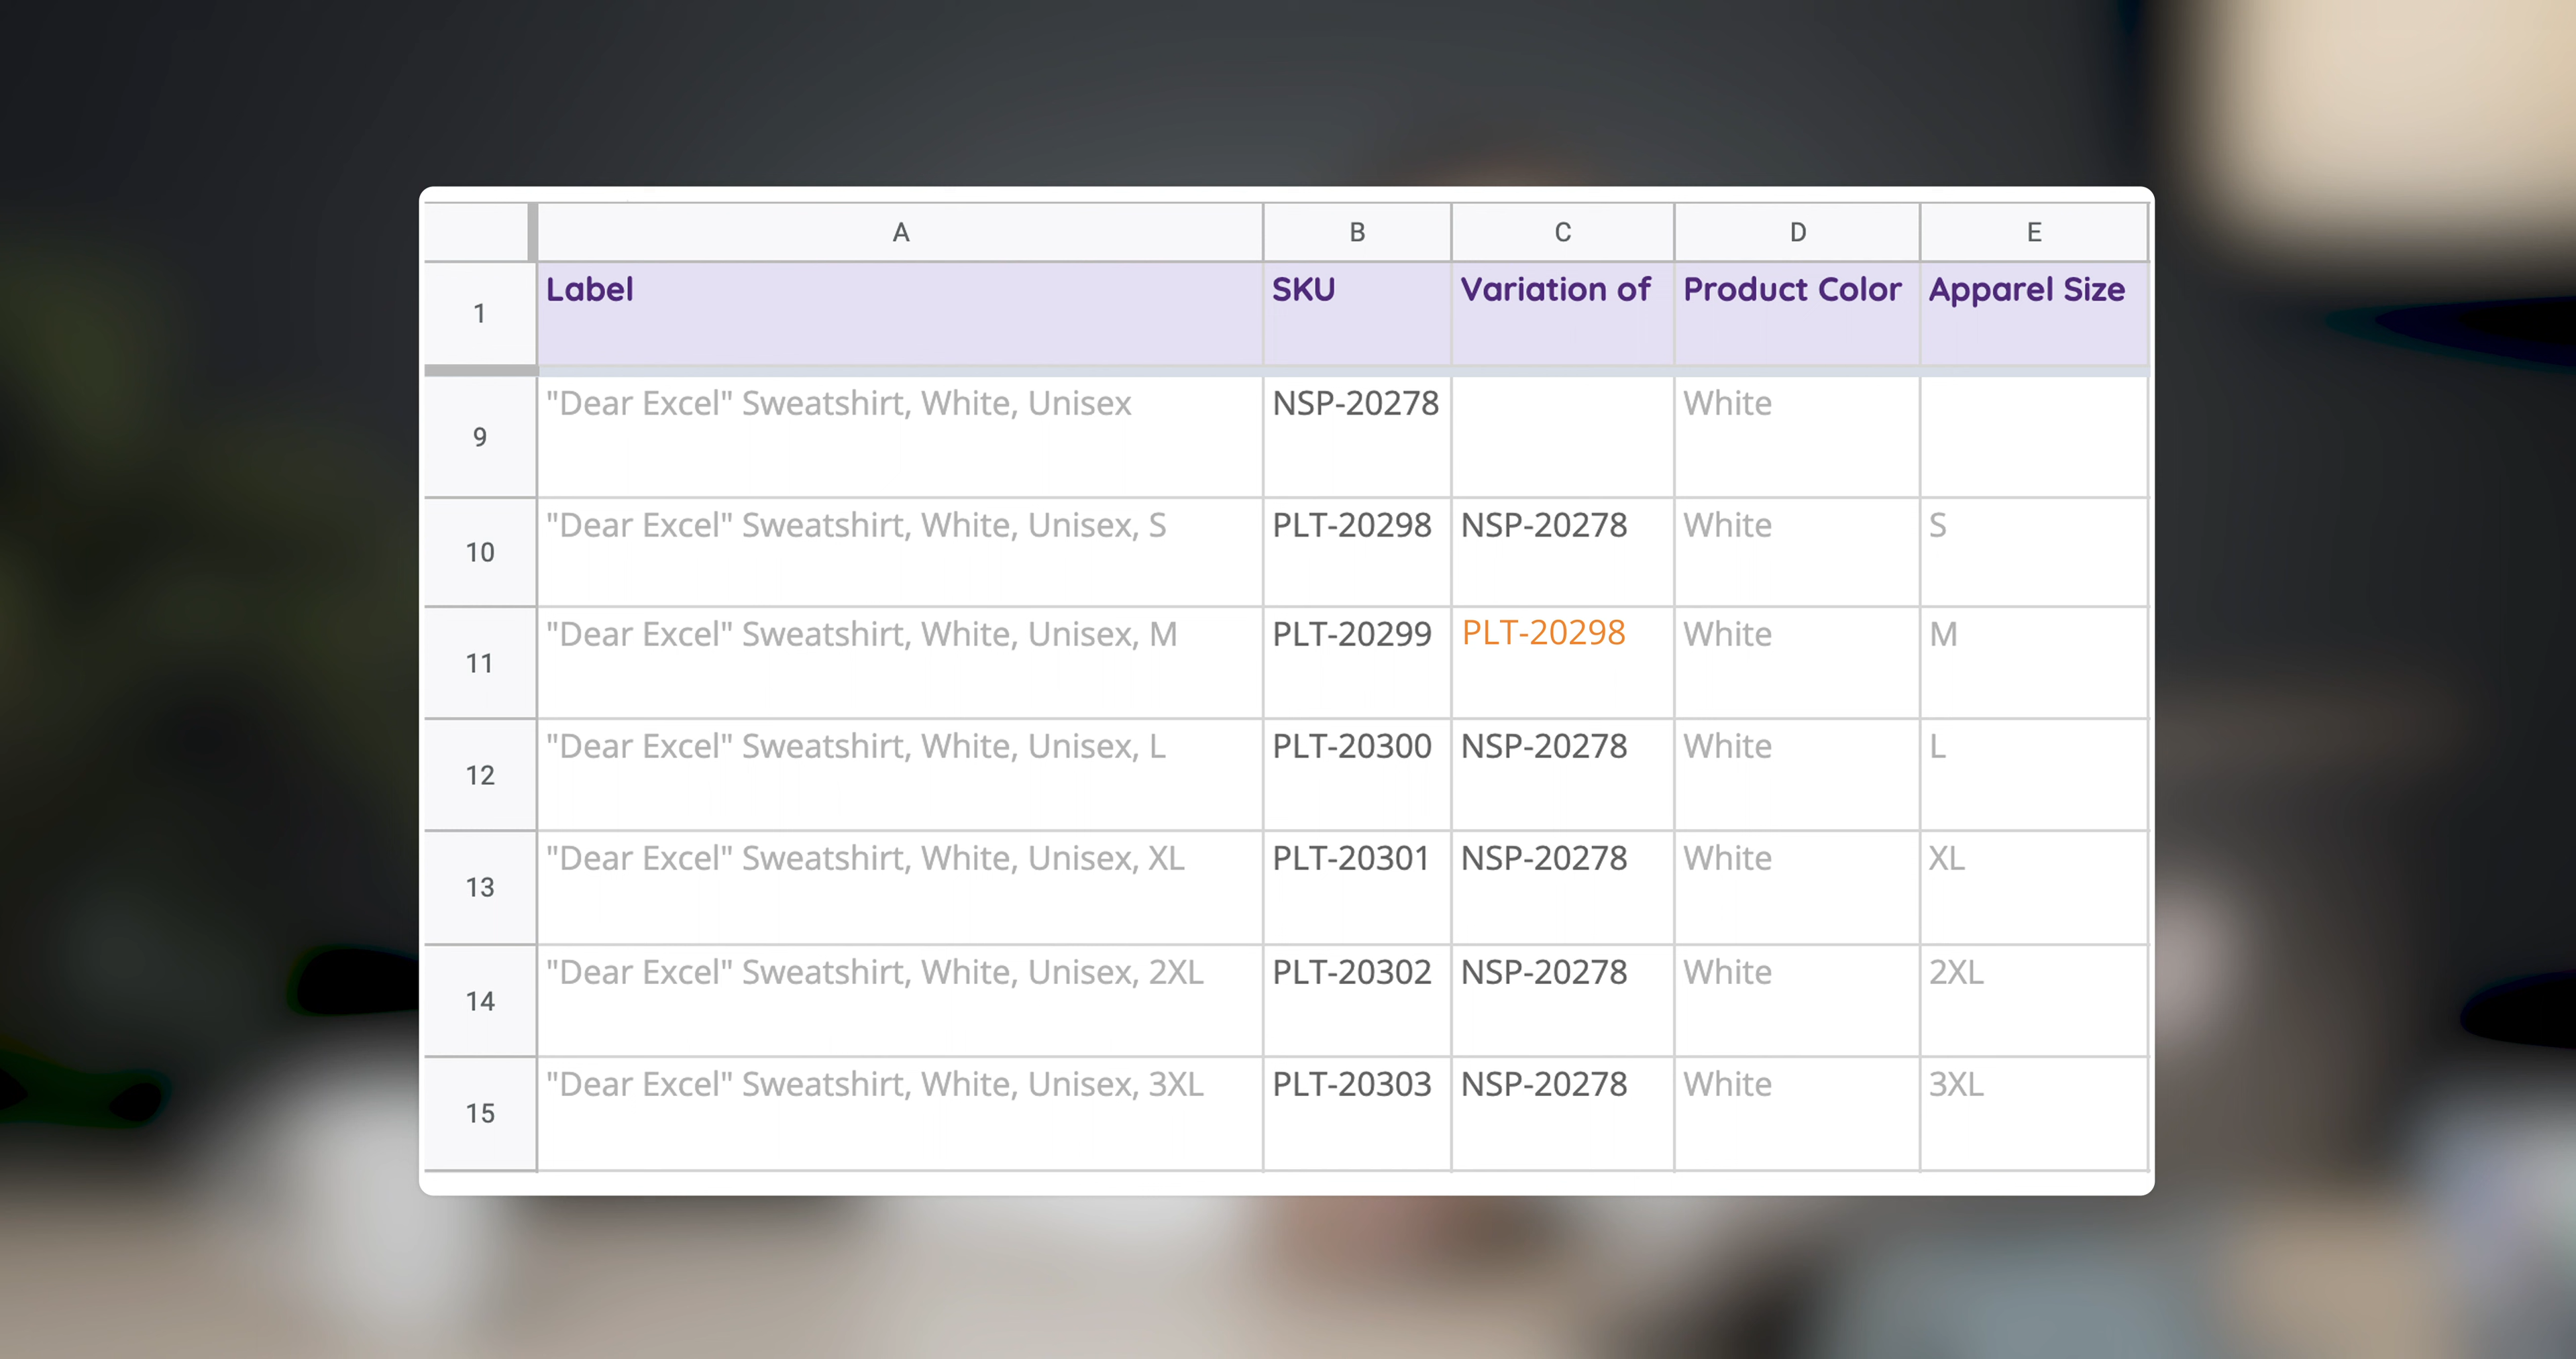 A B C D E
1 Label SKU Variation of Product Color Apparel Size
9 "Dear Excel" Sweatshirt, White, Unisex NSP-20278 White
10 "Dear Excel" Sweatshirt, White, Unisex, S PLT-20298 NSP-20278 White S
11 "Dear Excel" Sweatshirt, White, Unisex, M PLT-20299 PLT-20298 White M
12 "Dear Excel" Sweatshirt, White, Unisex, L PLT-20300 NSP-20278 White L
13 "Dear Excel" Sweatshirt, White, Unisex, XL PLT-20301 NSP-20278 White XL
14 "Dear Excel" Sweatshirt, White, Unisex, 2XL PLT-20302 NSP-20278 White 2XL
15 "Dear Excel" Sweatshirt, White, Unisex, 3XL PLT-20303 NSP-20278 White 3XL